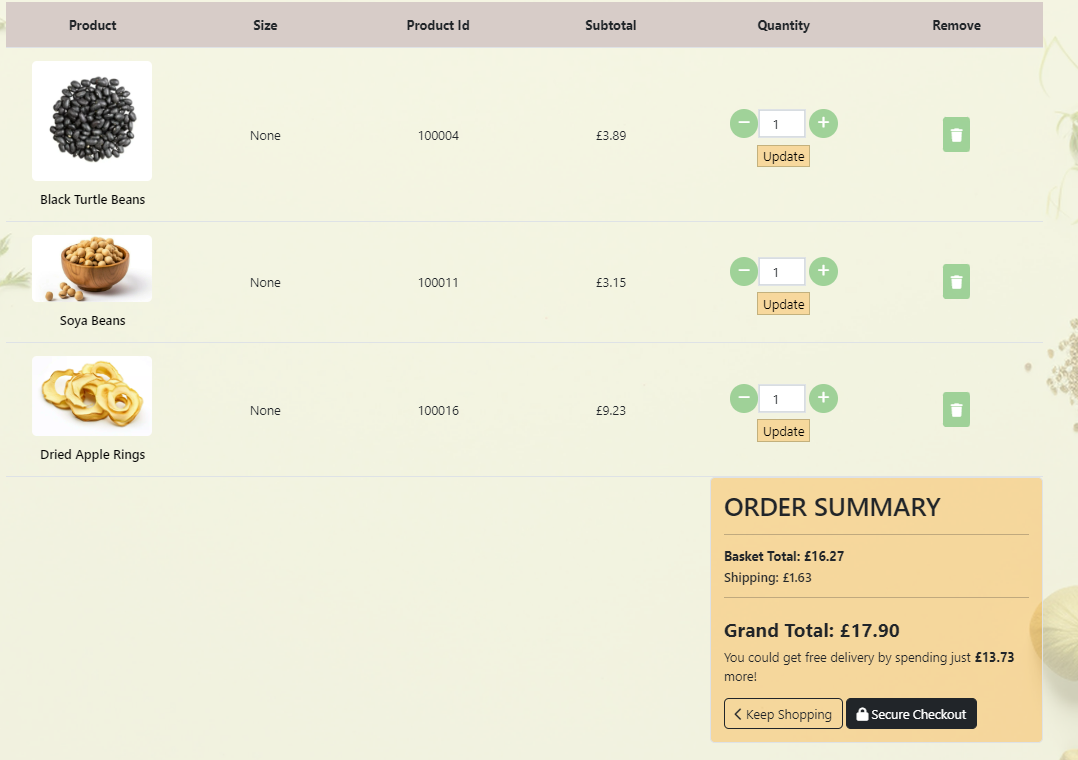 Product Size Product Id Subtotal Quantity Remove
None 100004 £3.89 1
Update
Black Turtle Beans
None 100011 £3.15 1
Update
Soya Beans
None 100016 £9.23 1
Update
Dried Apple Rings
ORDER SUMMARY
Basket Total: £16.27
Shipping: £1.63
Grand Total: £17.90
You could get free delivery by spending just £13.73
more!
Keep Shopping Secure Checkout